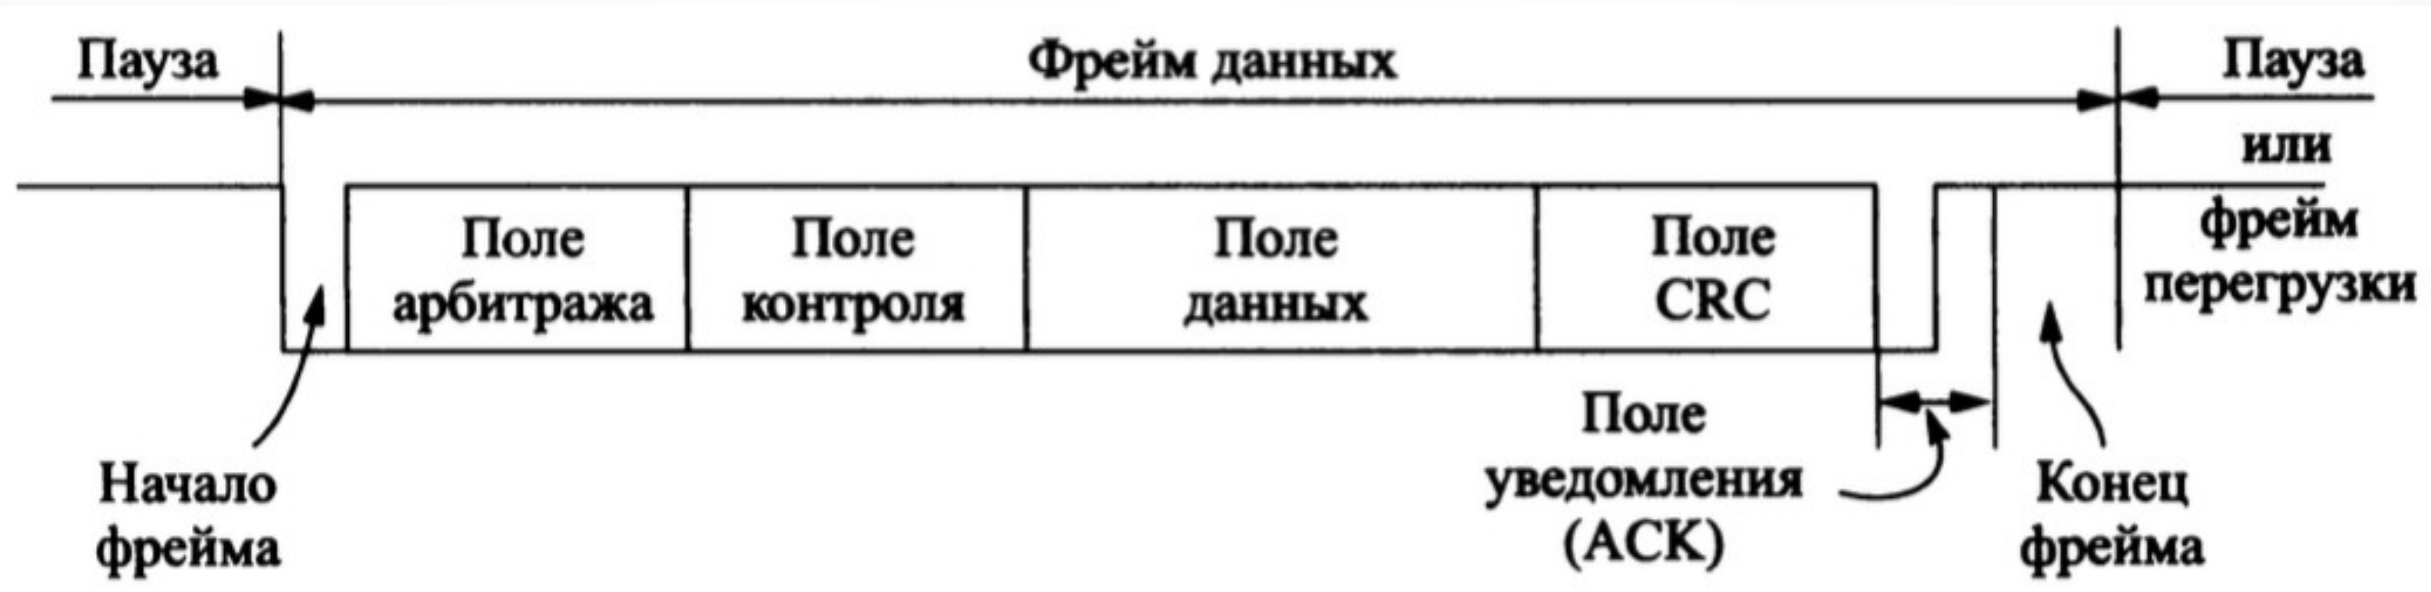 Пауза
Фрейм данных
Пауза
или
фрейм
перегрузки
Поле
арбитража
Поле
контроля
Поле
данных
Поле
CRC
Начало
фрейма
Поле
уведомления
(ACK)
Конец
фрейма